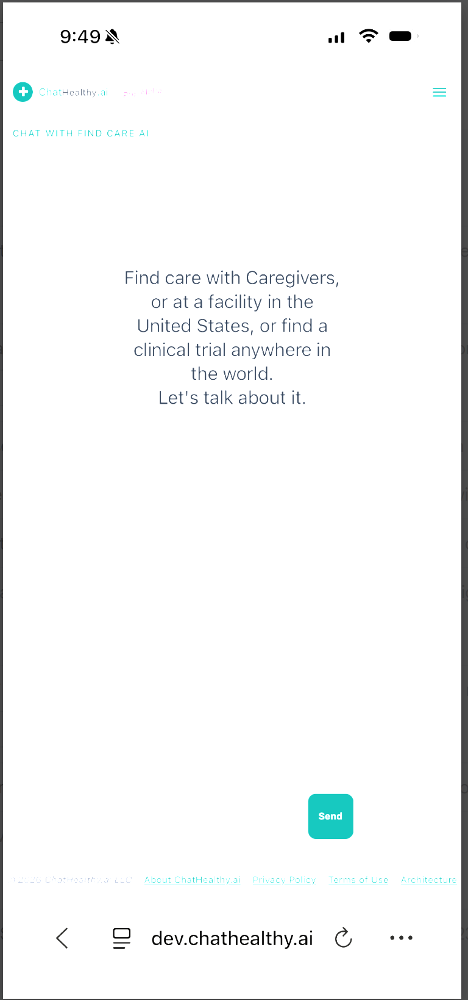 9:49
ChatHealthy.ai
CHAT WITH FIND CARE AI
Find care with Caregivers,
or at a facility in the
United States, or find a
clinical trial anywhere in
the world.
Let's talk about it.
Send
2026 ChatHealthy.ai LLC About ChatHealthy.ai Privacy Policy Terms of Use Architecture
dev.chathealthy.ai